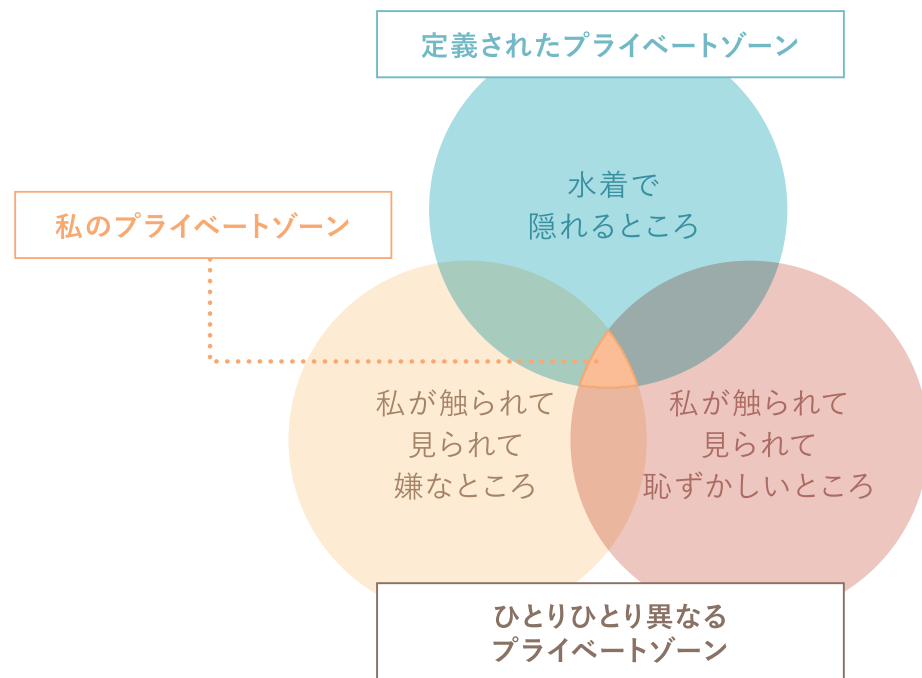 定義されたプライベートゾーン
水着で
隠れるところ
私のプライベートゾーン
私が触られて
見られて
嫌なところ
私が触られて
見られて
恥ずかしいところ
ひとりひとり異なる
プライベートゾーン